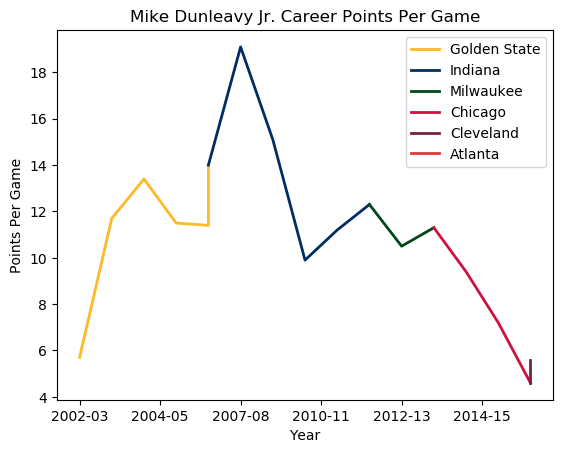 Mike Dunleavy Jr. Career Points Per Game
Points Per Game
18
16
14
12
10
8
6
4
Golden State
Indiana
Milwaukee
Chicago
Cleveland
Atlanta
2002-03
2004-05
2007-08
2010-11
2012-13
2014-15
Year